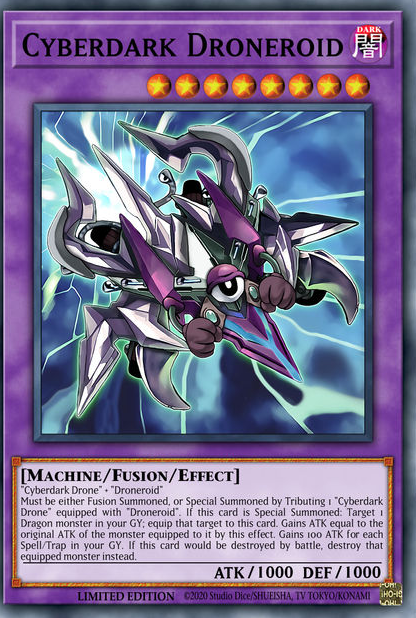 Cyberdark Droneroid
DARK
闇
[Machine/Fusion/Effect]
"Cyberdark Drone" + "Droneroid"
Must be either Fusion Summoned, or Special Summoned by Tributing 1 "Cyberdark
Drone" equipped with "Droneroid". If this card is Special Summoned: Target 1
Dragon monster in your GY; equip that target to this card. Gains ATK equal to the
original ATK of the monster equipped to it by this effect. Gains 100 ATK for each
Spell/Trap in your GY. If this card would be destroyed by battle, destroy that
equipped monster instead.
ATK/1000 DEF/1000
LIMITED EDITION ©2020 Studio Dice/SHUEISHA, TV TOKYO/KONAMI